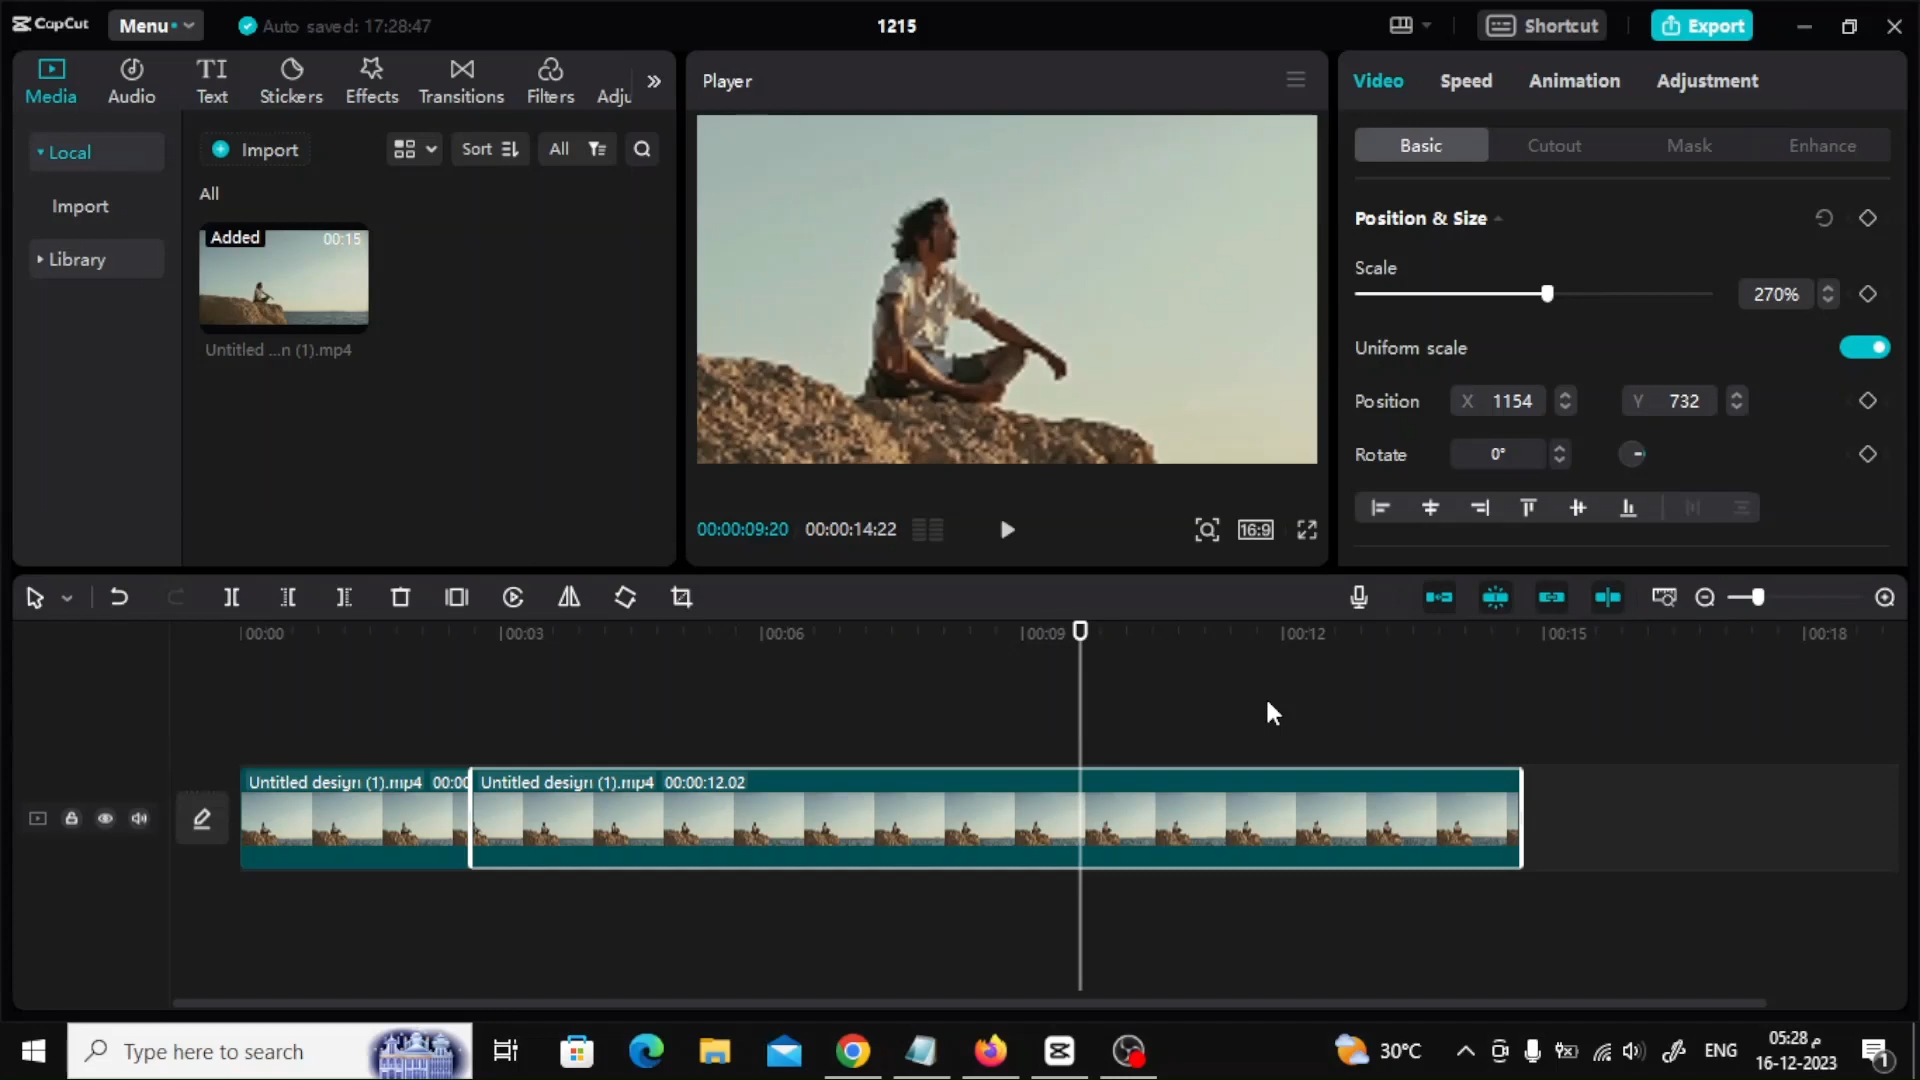 CapCut
Menu
Auto saved: 17:28:47
1215
Shortcut
Export
Media
Audio
TI
Text
Stickers
Effects
Transitions
Filters
Adju
Player
Video
Speed
Animation
Adjustment
Local
Import
Sort
All
Basic
Cutout
Mask
Enhance
All
Import
Position & Size
Added
00:15
Library
Scale
270%
Untitled ...n (1).mp4
Uniform scale
Position
X 1154
Y 732
Rotate
0°
00:00:09:20
00:00:14:22
16:9
00:00
00:03
00:06
00:09
00:12
00:15
00:18
Untitled design (1).mp4 00:00
Untitled design (1).mp4 00:00:12:02
Type here to search
30°C
ENG
05:28 م
16-12-2023
1